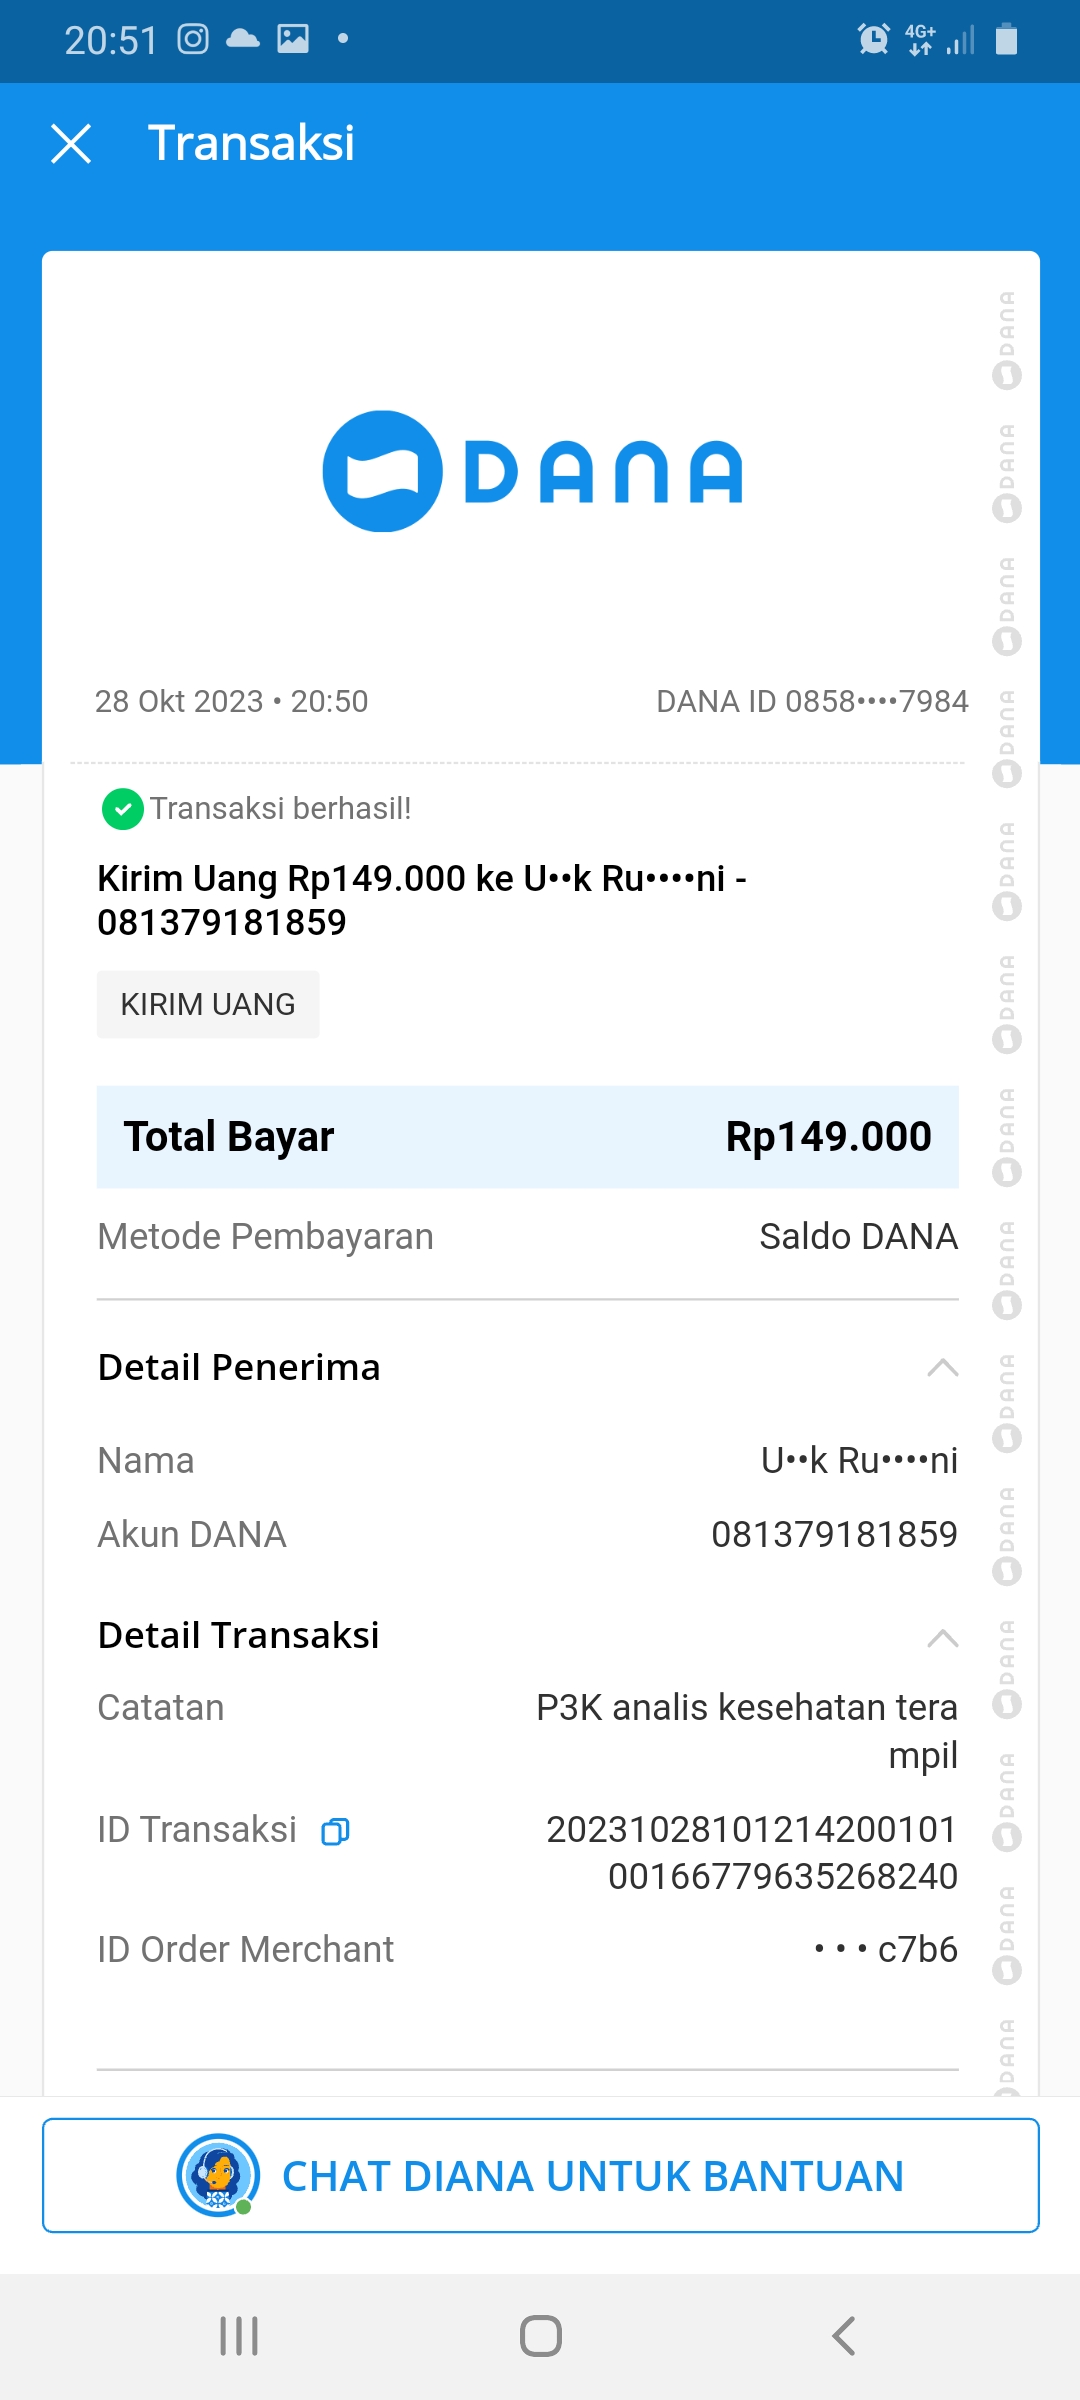 20:51
4G+
Transaksi
DANA
28 Okt 2023 • 20:50
DANA ID 0858••••7984
Transaksi berhasil!
Kirim Uang Rp149.000 ke U••k Ru••••ni -
081379181859
KIRIM UANG
Total Bayar
Rp149.000
Metode Pembayaran
Saldo DANA
Detail Penerima
Nama
U••k Ru••••ni
Akun DANA
081379181859
Detail Transaksi
Catatan
P3K analis kesehatan tera
mpil
ID Transaksi
20231028101214200101
00166779635268240
ID Order Merchant
• • • c7b6
CHAT DIANA UNTUK BANTUAN
DANA
DANA
DANA
DANA
DANA
DANA
DANA
DANA
DANA
DANA
DANA
DANA
DANA
DANA